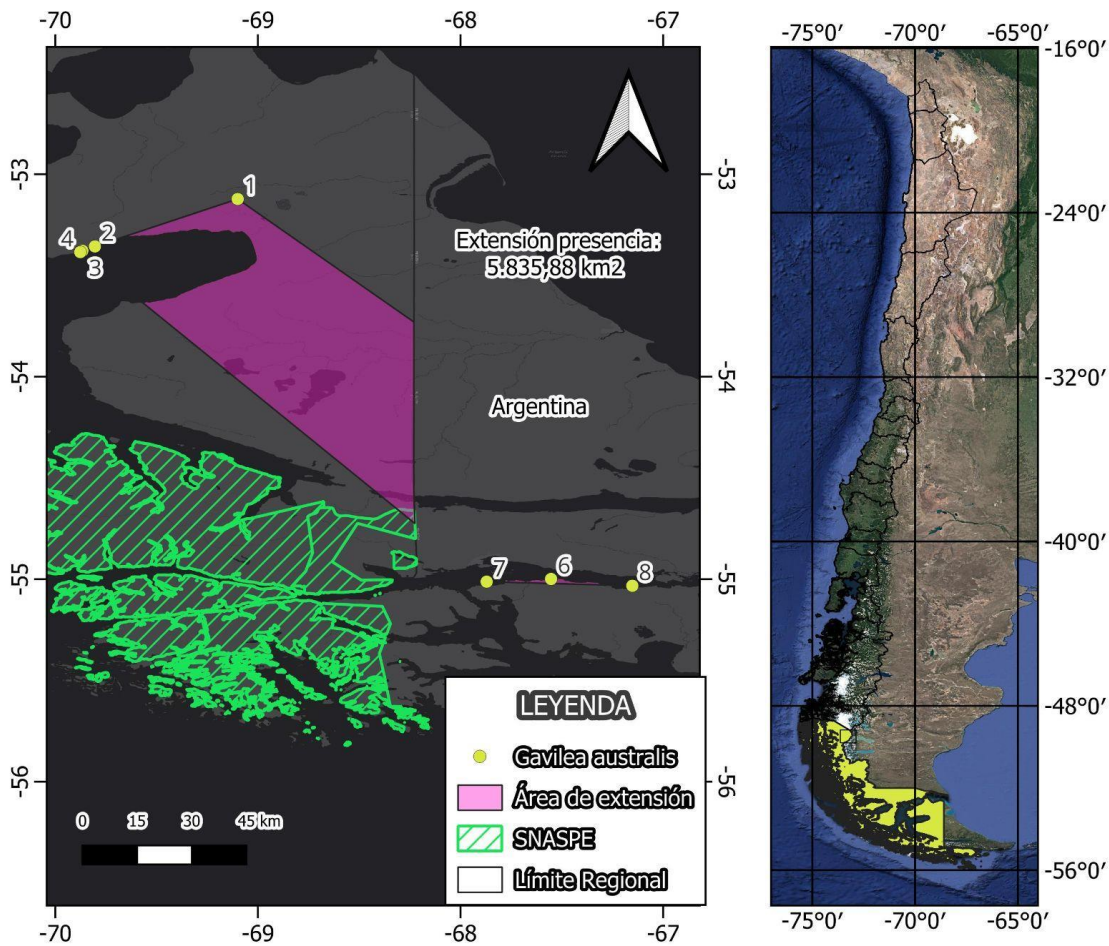 -70 -69 -68 -67
-75°0′ -70°0′ -65°0′
-16°0′
-53 -53
1
4 2
3
Extensión presencia:
5.835,88 km2
-24°0′
-32°0′
-54 -54
Argentina
-40°0′
-55 -55
7 6 8
-48°0′
LEYENDA
Gavilea australis
Área de extensión
SNASPE
Límite Regional
-56 -56
0 15 30 45 km
-56°0′
-70 -69 -68 -67
-75°0′ -70°0′ -65°0′